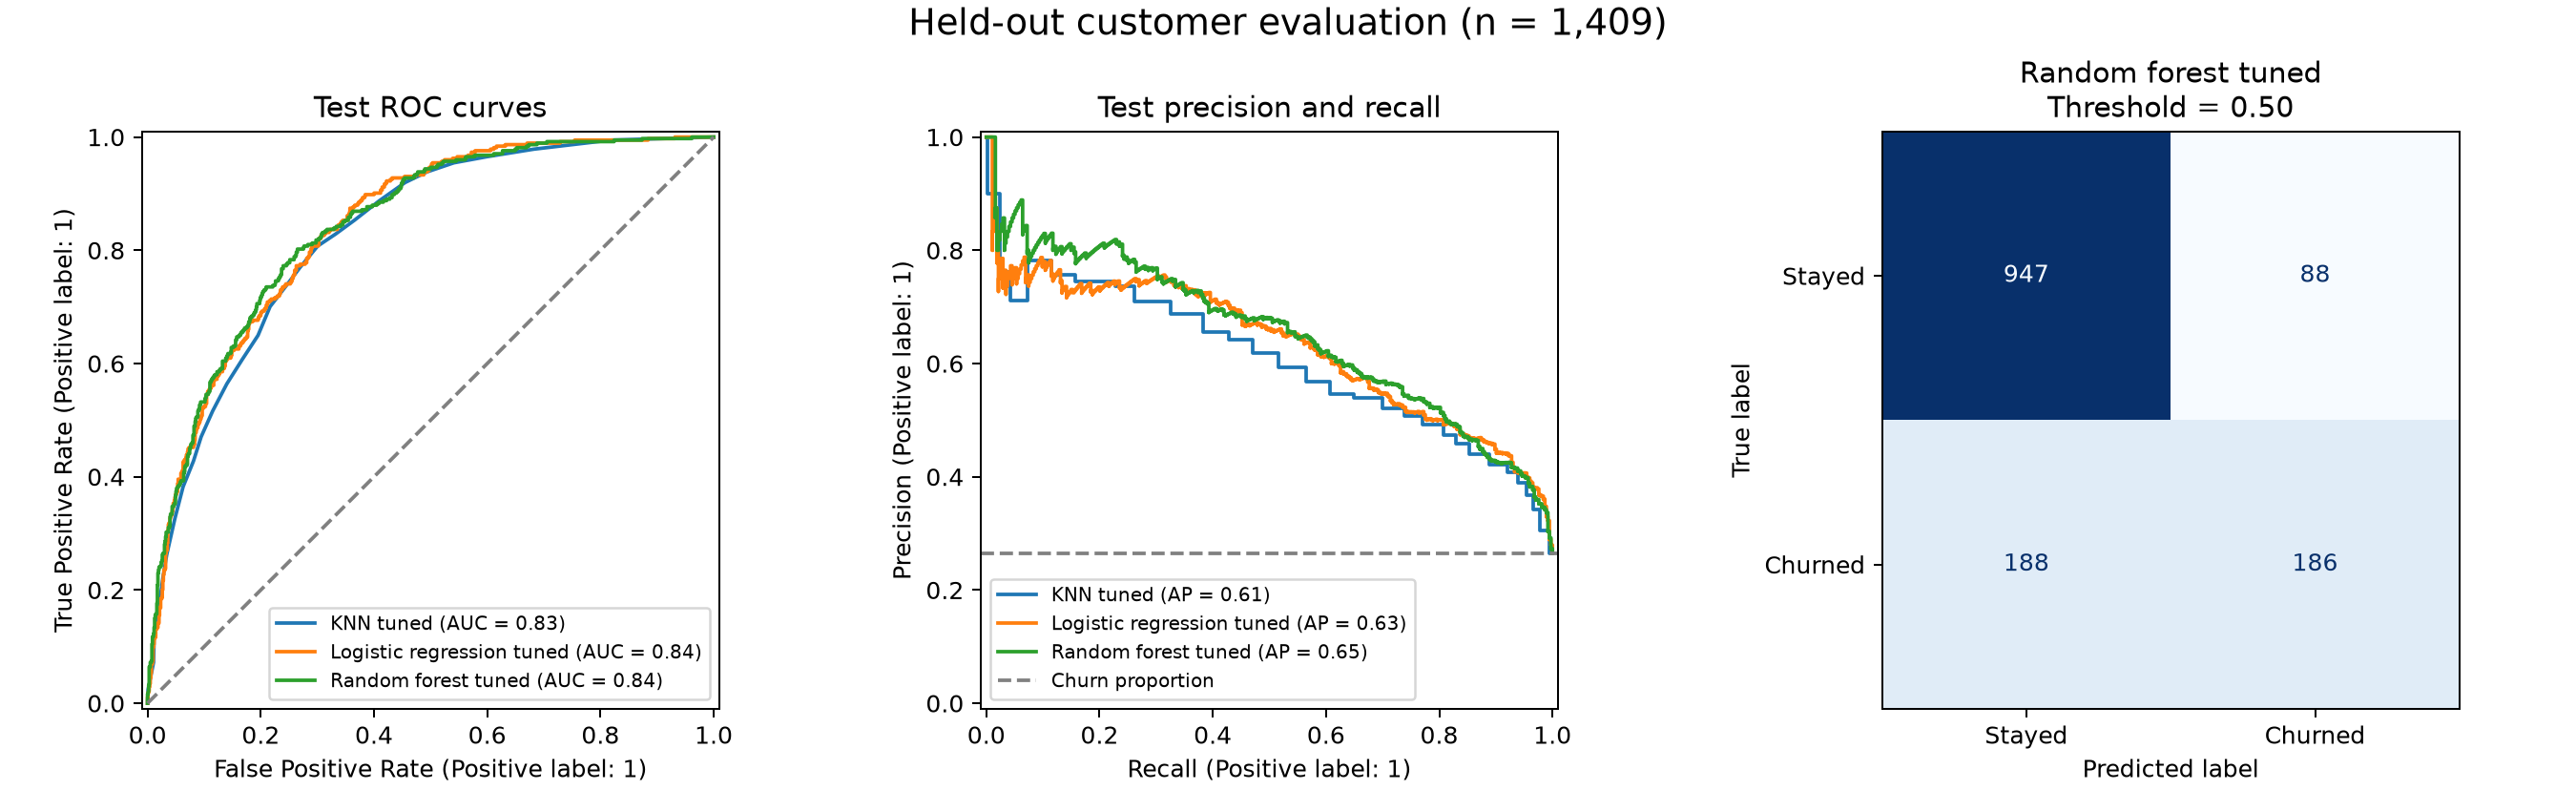 Held-out customer evaluation (n = 1,409)
Test ROC curves
True Positive Rate (Positive label: 1)
1.0
0.8
0.6
0.4
0.2
0.0
KNN tuned (AUC = 0.83)
Logistic regression tuned (AUC = 0.84)
Random forest tuned (AUC = 0.84)
0.0 0.2 0.4 0.6 0.8 1.0
False Positive Rate (Positive label: 1)
Test precision and recall
Precision (Positive label: 1)
1.0
0.8
0.6
0.4
0.2
0.0
KNN tuned (AP = 0.61)
Logistic regression tuned (AP = 0.63)
Random forest tuned (AP = 0.65)
Churn proportion
0.0 0.2 0.4 0.6 0.8 1.0
Recall (Positive label: 1)
Random forest tuned
Threshold = 0.50
True label
Stayed 947 88
Churned 188 186
Stayed Churned
Predicted label